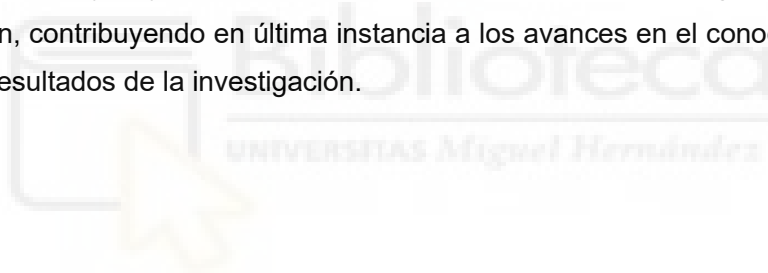 n, contribuyendo en última instancia a los avances en el cono
esultados de la investigación.
Biblioteca
UNIVERSITAS Miguel Hernández